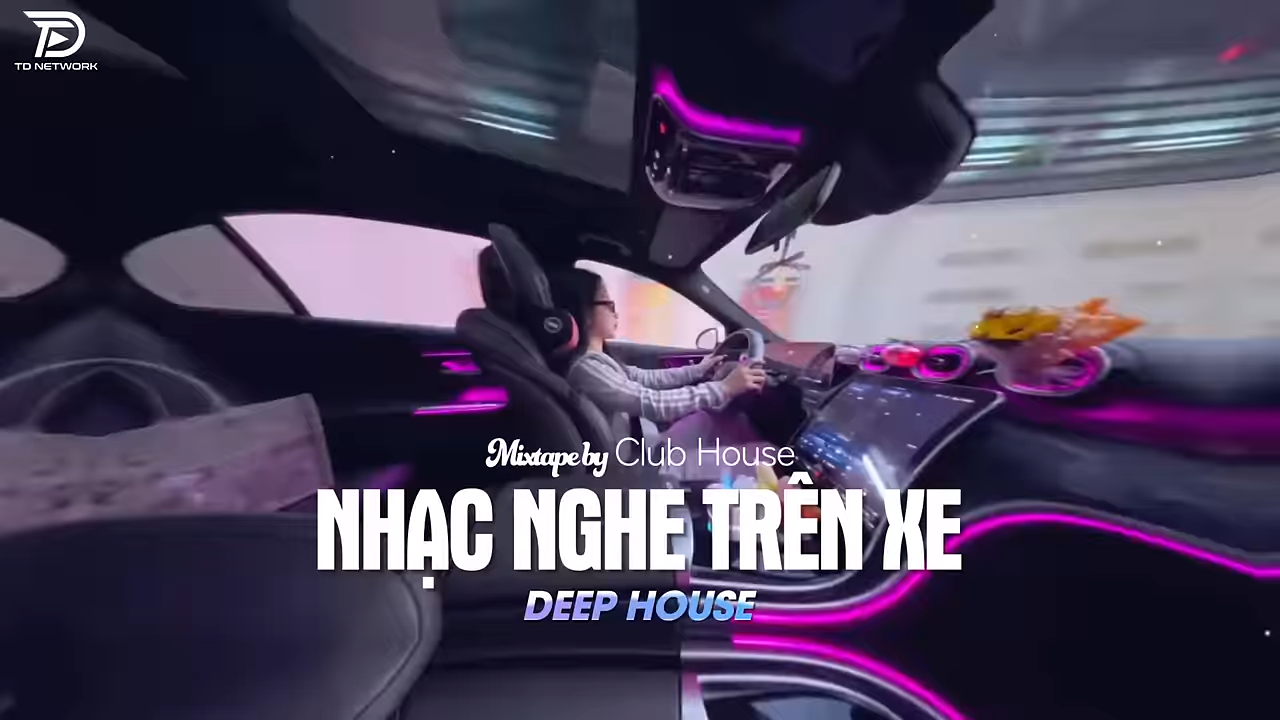 TD NETWORK
Mixtape by Club House
NHẠC NGHE TRÊN XE
DEEP HOUSE